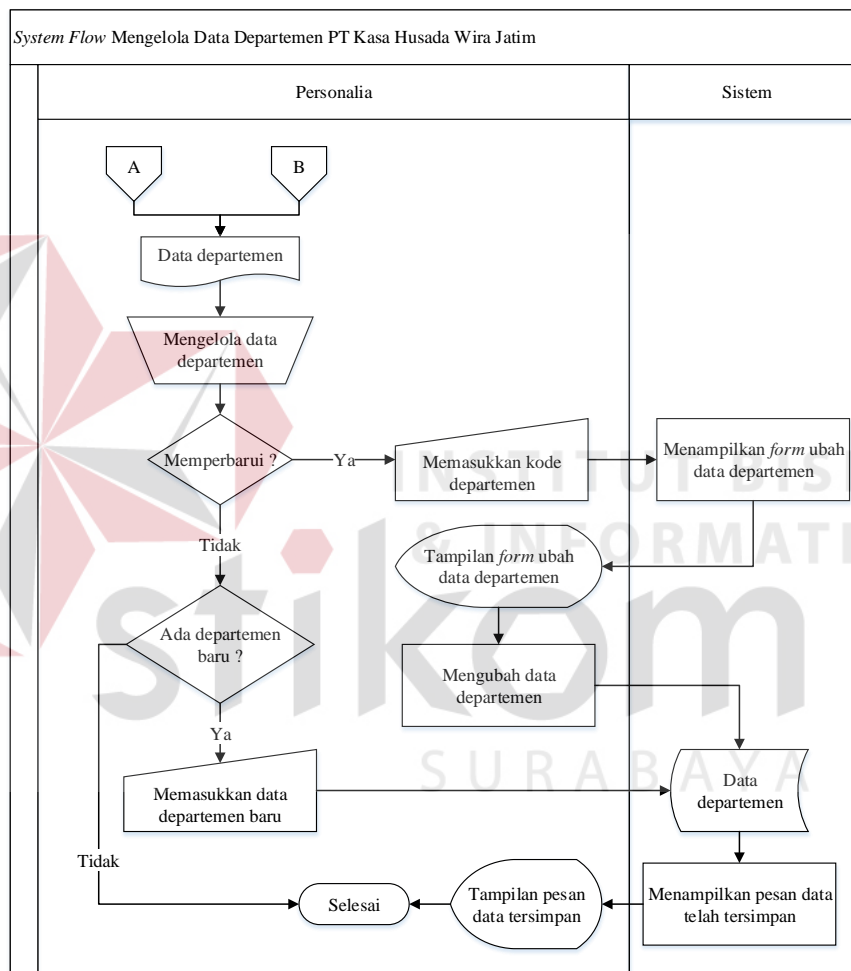 System Flow Mengelola Data Departemen PT Kasa Husada Wira Jatim
Personalia
Sistem
A
B
Data departemen
Mengelola data
departemen
Memperbarui ?
Ya
Memasukkan kode
departemen
Menampilkan form ubah
data departemen
Tidak
Tampilan form ubah
data departemen
Ada departemen
baru ?
Mengubah data
departemen
Ya
Memasukkan data
departemen baru
Data
departemen
Tidak
Selesai
Tampilan pesan
data tersimpan
Menampilkan pesan data
telah tersimpan
INSTITUT BIS
& INFORMATI
stikom
SURABAYA